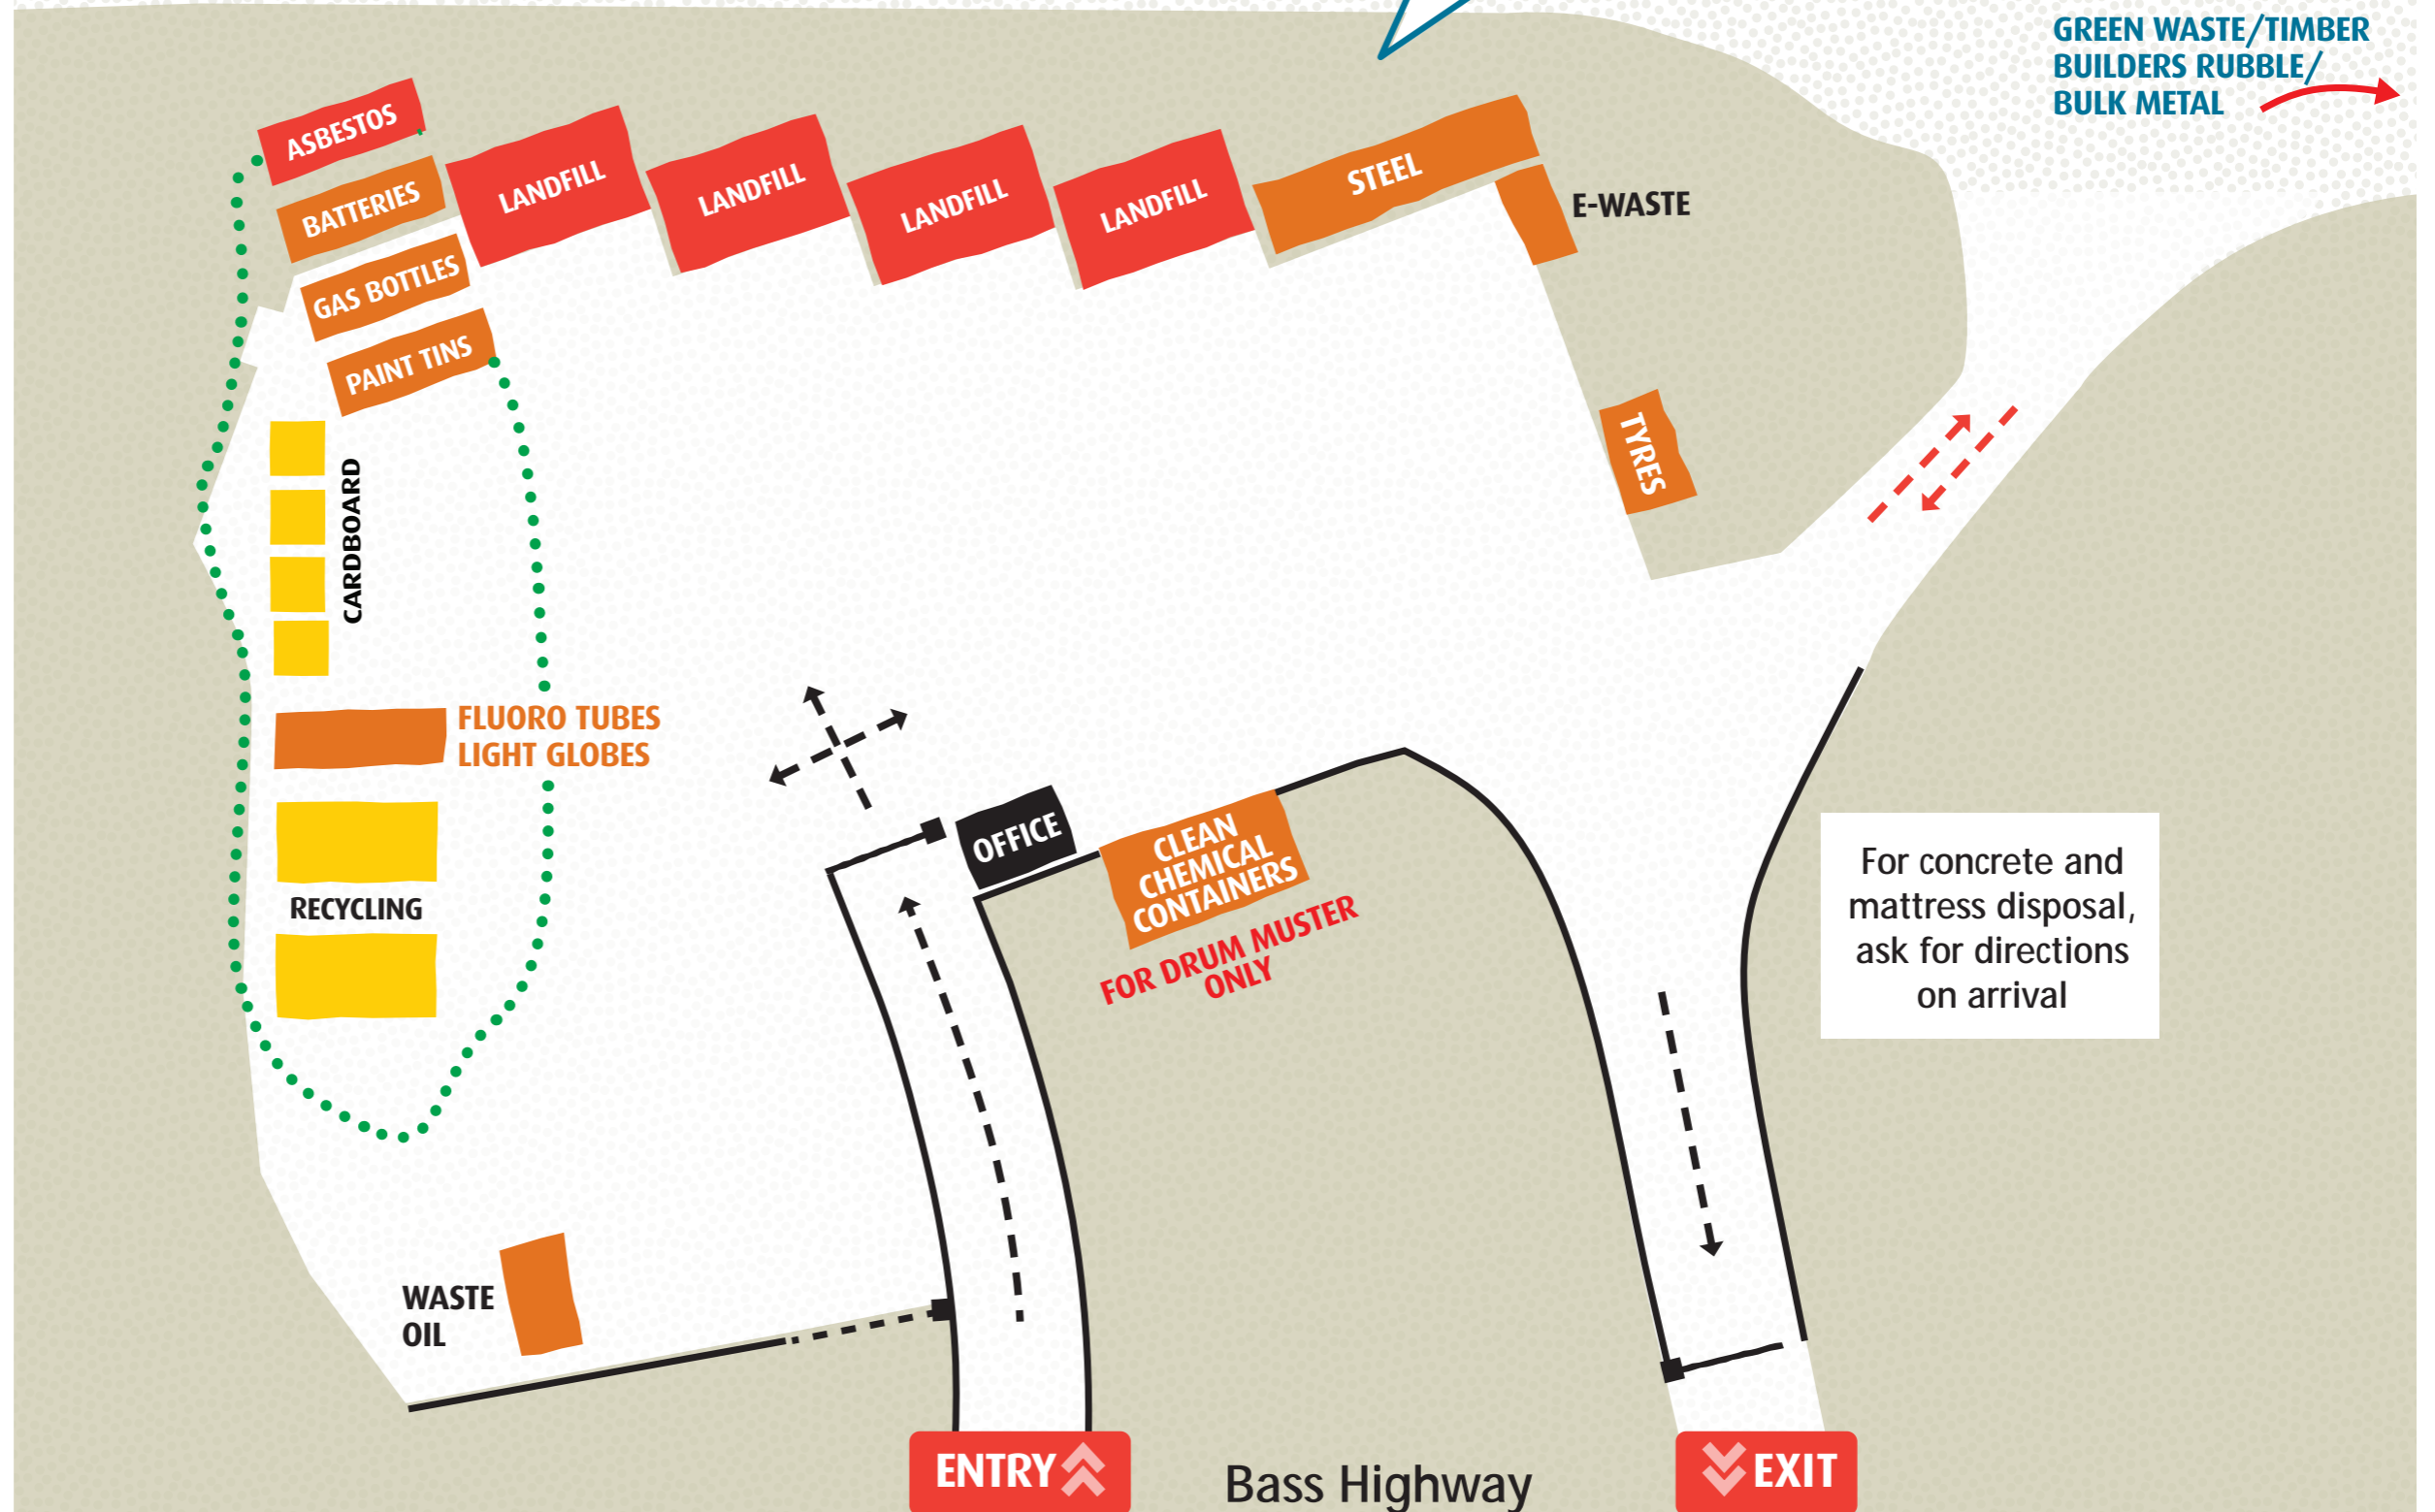 GREEN WASTE/TIMBER
BUILDERS RUBBLE/
BULK METAL
ASBESTOS
BATTERIES
GAS BOTTLES
PAINT TINS
LANDFILL
LANDFILL
LANDFILL
LANDFILL
STEEL
E-WASTE
TYRES
CARDBOARD
FLUORO TUBES
LIGHT GLOBES
RECYCLING
OFFICE
CLEAN
CHEMICAL
CONTAINERS
FOR DRUM MUSTER
ONLY
For concrete and
mattress disposal,
ask for directions
on arrival
WASTE
OIL
ENTRY
Bass Highway
EXIT